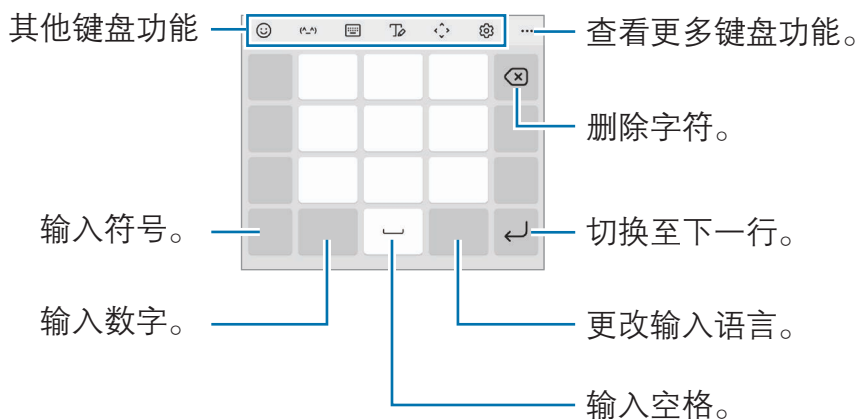 其他键盘功能
(^_^)
查看更多键盘功能。
删除字符。
输入符号。
切换至下一行。
输入数字。
更改输入语言。
输入空格。